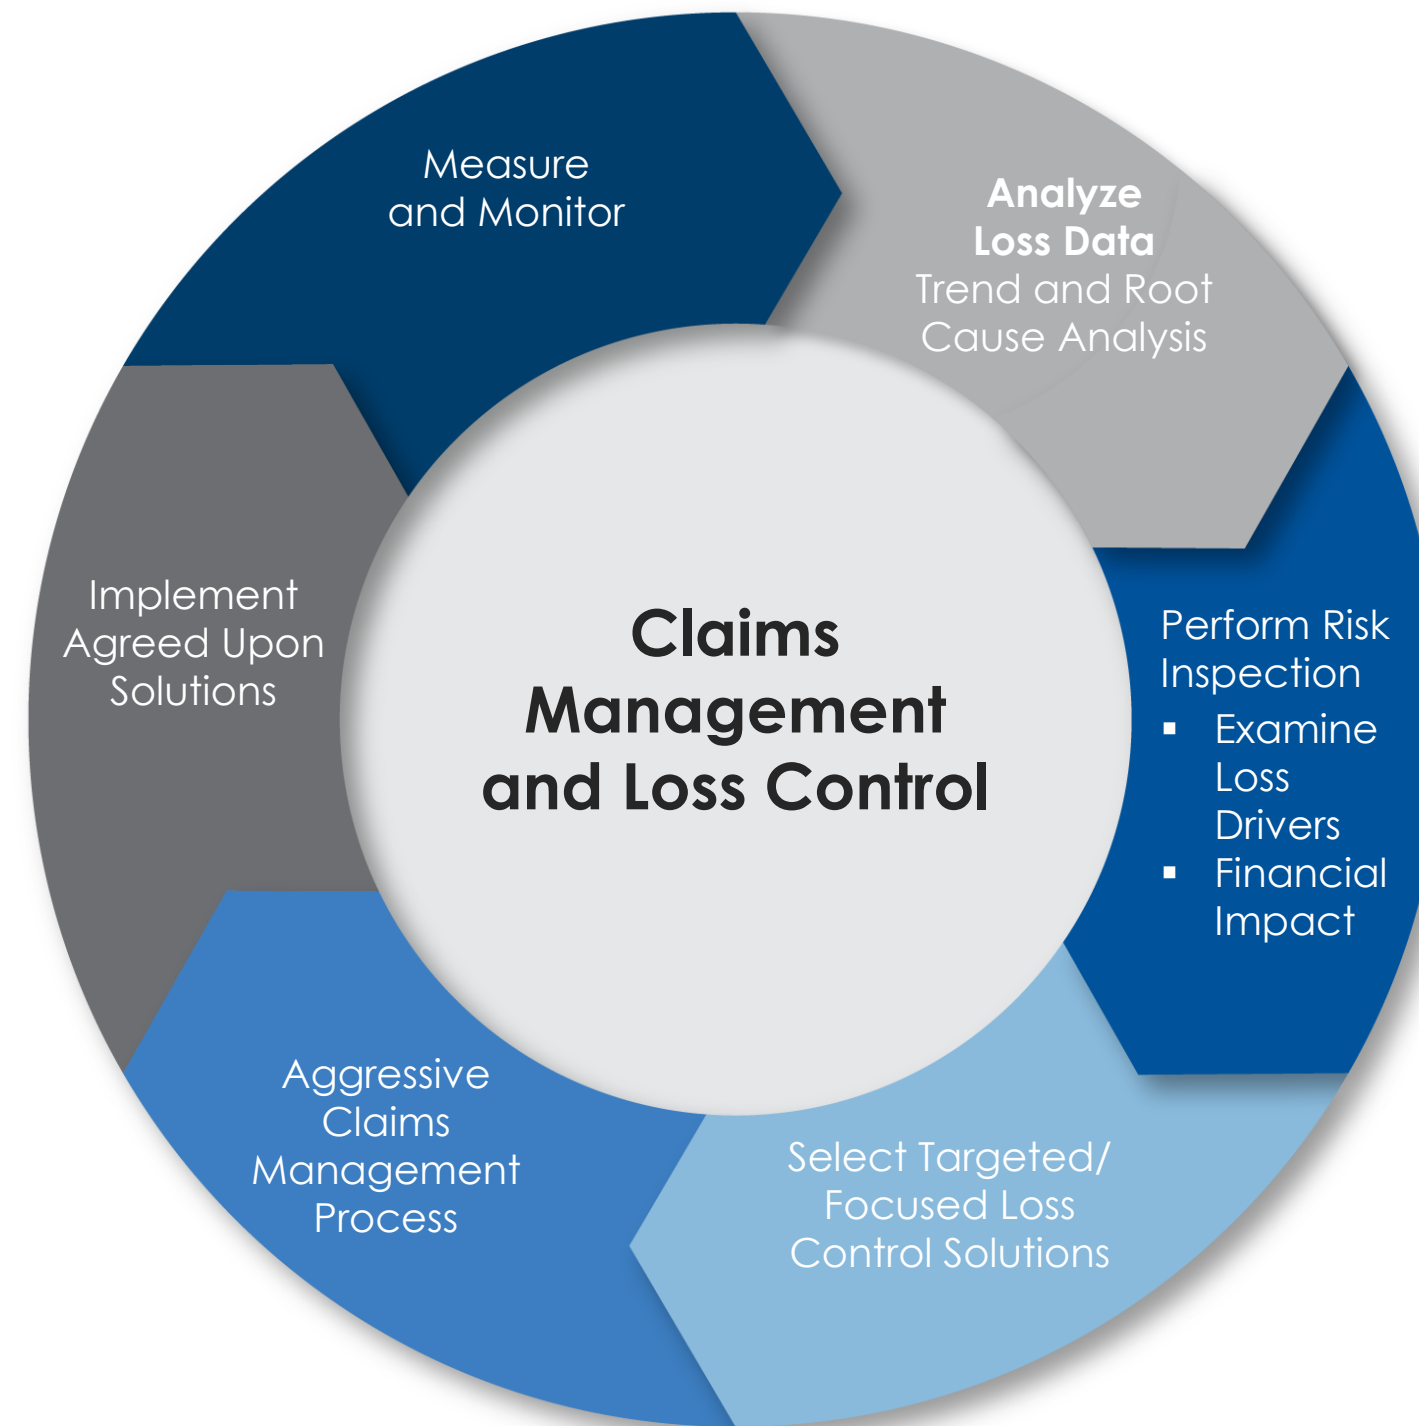 Measure
and Monitor
Analyze
Loss Data
Trend and Root
Cause Analysis
Perform Risk
Inspection
▪ Examine
Loss
Drivers
▪ Financial
Impact
Select Targeted/
Focused Loss
Control Solutions
Aggressive
Claims
Management
Process
Implement
Agreed Upon
Solutions
Claims
Management
and Loss Control